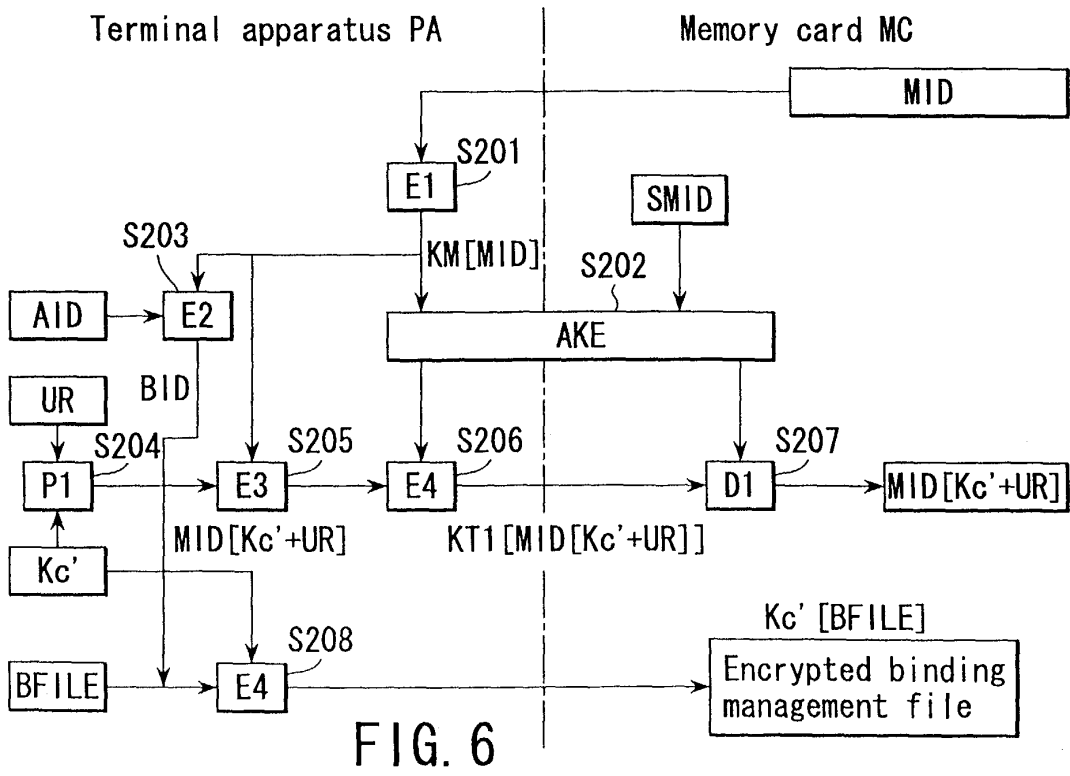 Terminal apparatus PA
Memory card MC
MID
S201
E1
SMID
S203
KM[MID]
S202
AID
E2
AKE
UR
BID
S204
S205
S206
S207
P1
E3
E4
D1
MID[Kc'+UR]
MID[Kc'+UR]
KT1[MID[Kc'+UR]]
Kc'
Kc'[BFILE]
S208
BFILE
E4
Encrypted binding
management file
FIG. 6